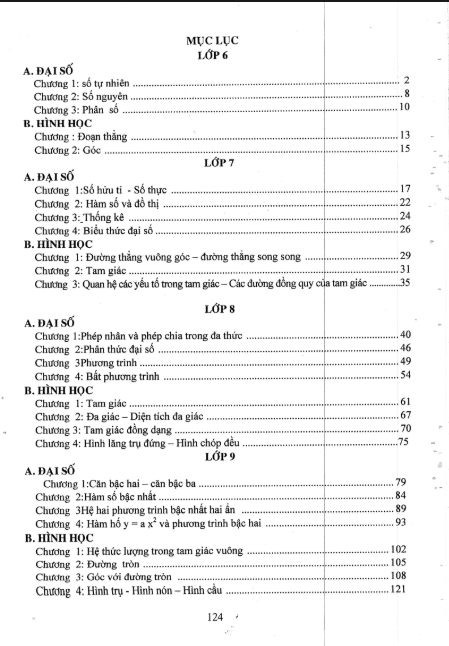 MỤC LỤC
LỚP 6
A. ĐẠI SỐ
Chương 1: số tự nhiên ........ 2
Chương 2: Số nguyên ........ 8
Chương 3: Phân số ........ 10
B. HÌNH HỌC
Chương : Đoạn thẳng ........ 13
Chương 2: Góc ........ 15
LỚP 7
A. ĐẠI SỐ
Chương 1:Số hữu tỉ - Số thực ........ 17
Chương 2: Hàm số và đồ thị ........ 22
Chương 3: Thống kê ........ 24
Chương 4: Biểu thức đại số ........ 26
B. HÌNH HỌC
Chương 1: Đường thẳng vuông góc – đường thẳng song song ........ 29
Chương 2: Tam giác ........ 31
Chương 3: Quan hệ các yếu tố trong tam giác – Các đường đồng quy của tam giác ........ 35
LỚP 8
A. ĐẠI SỐ
Chương 1:Phép nhân và phép chia trong đa thức ........ 40
Chương 2:Phân thức đại số ........ 46
Chương 3Phương trình ........ 49
Chương 4: Bất phương trình ........ 54
B. HÌNH HỌC
Chương 1: Tam giác ........ 61
Chương 2: Đa giác – Diện tích đa giác ........ 67
Chương 3: Tam giác đồng dạng ........ 70
Chương 4: Hình lăng trụ đứng – Hình chóp đều ........ 75
LỚP 9
A. ĐẠI SỐ
Chương 1:Căn bậc hai – căn bậc ba ........ 79
Chương 2:Hàm số bậc nhất ........ 84
Chương 3Hệ hai phương trình bậc nhất hai ẩn ........ 89
Chương 4: Hàm hố y = a x² và phương trình bậc hai ........ 93
B. HÌNH HỌC
Chương 1: Hệ thức lượng trong tam giác vuông ........ 102
Chương 2: Đường tròn ........ 105
Chương 3: Góc với đường tròn ........ 108
Chương 4: Hình trụ - Hình nón – Hình cầu ........ 121
124